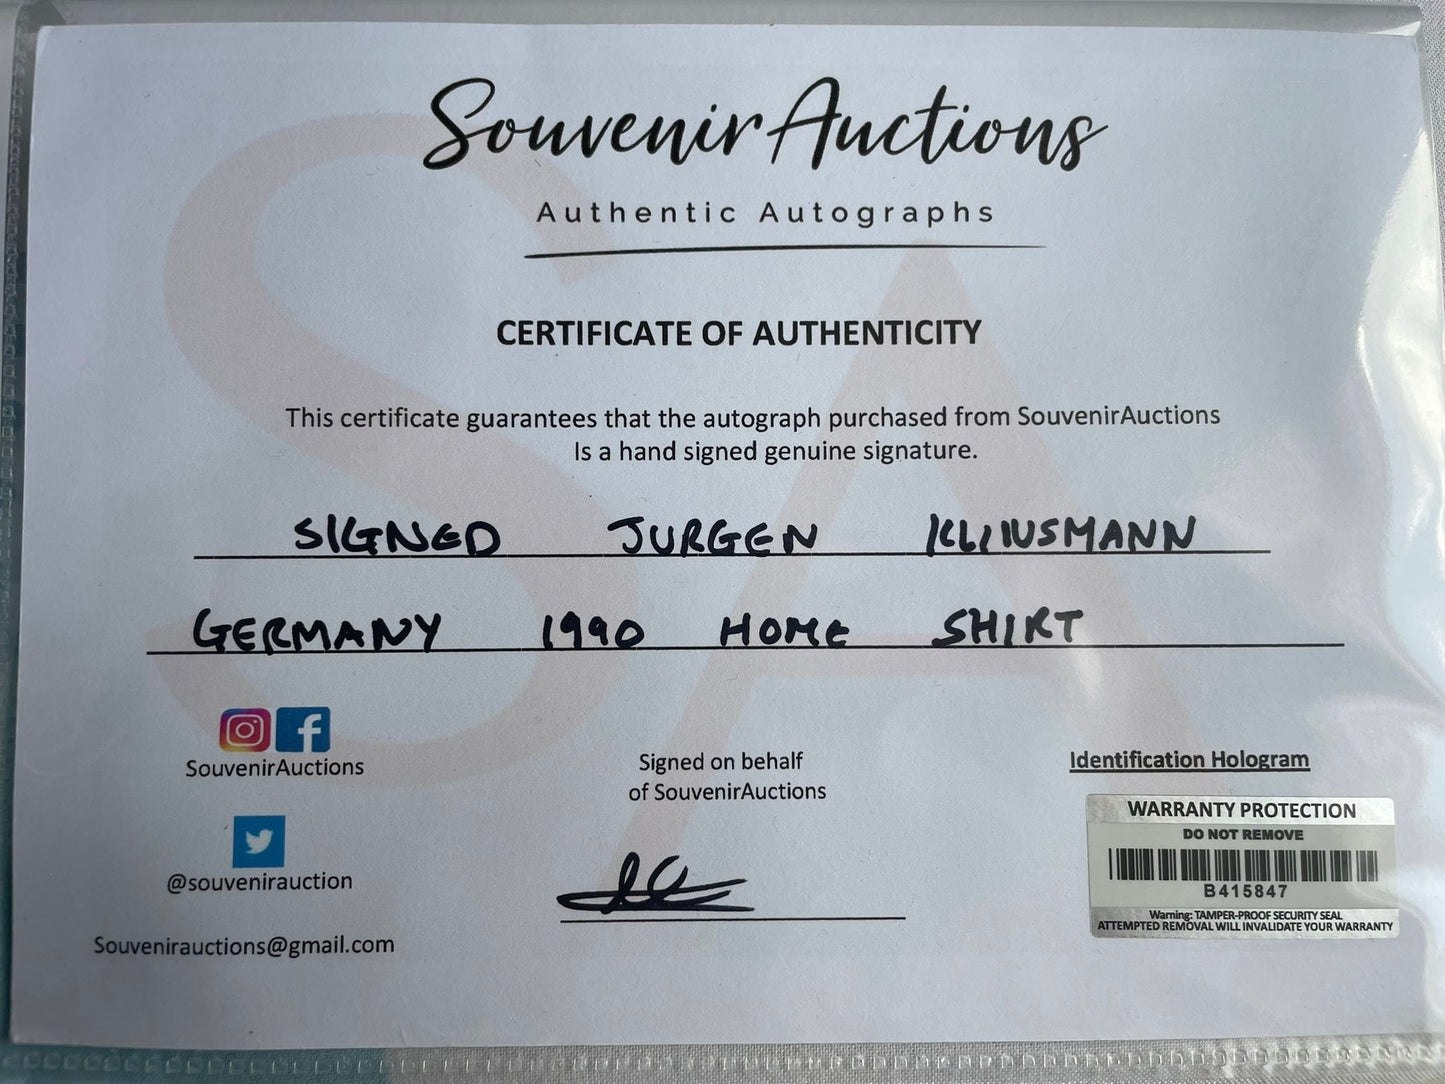 SouvenirAuctions
Authentic Autographs
CERTIFICATE OF AUTHENTICITY
This certificate guarantees that the autograph purchased from SouvenirAuctions
Is a hand signed genuine signature.
SIGNED JURGEN KLIIUSMANN
GERMANY 1990 HOME SHIRT
SouvenirAuctions
@souvenirauction
Souvenirauctions@gmail.com
Signed on behalf
of SouvenirAuctions
Identification Hologram
WARRANTY PROTECTION
DO NOT REMOVE
B415847
Warning: TAMPER-PROOF SECURITY SEAL
ATTEMPTED REMOVAL WILL INVALIDATE YOUR WARRANTY